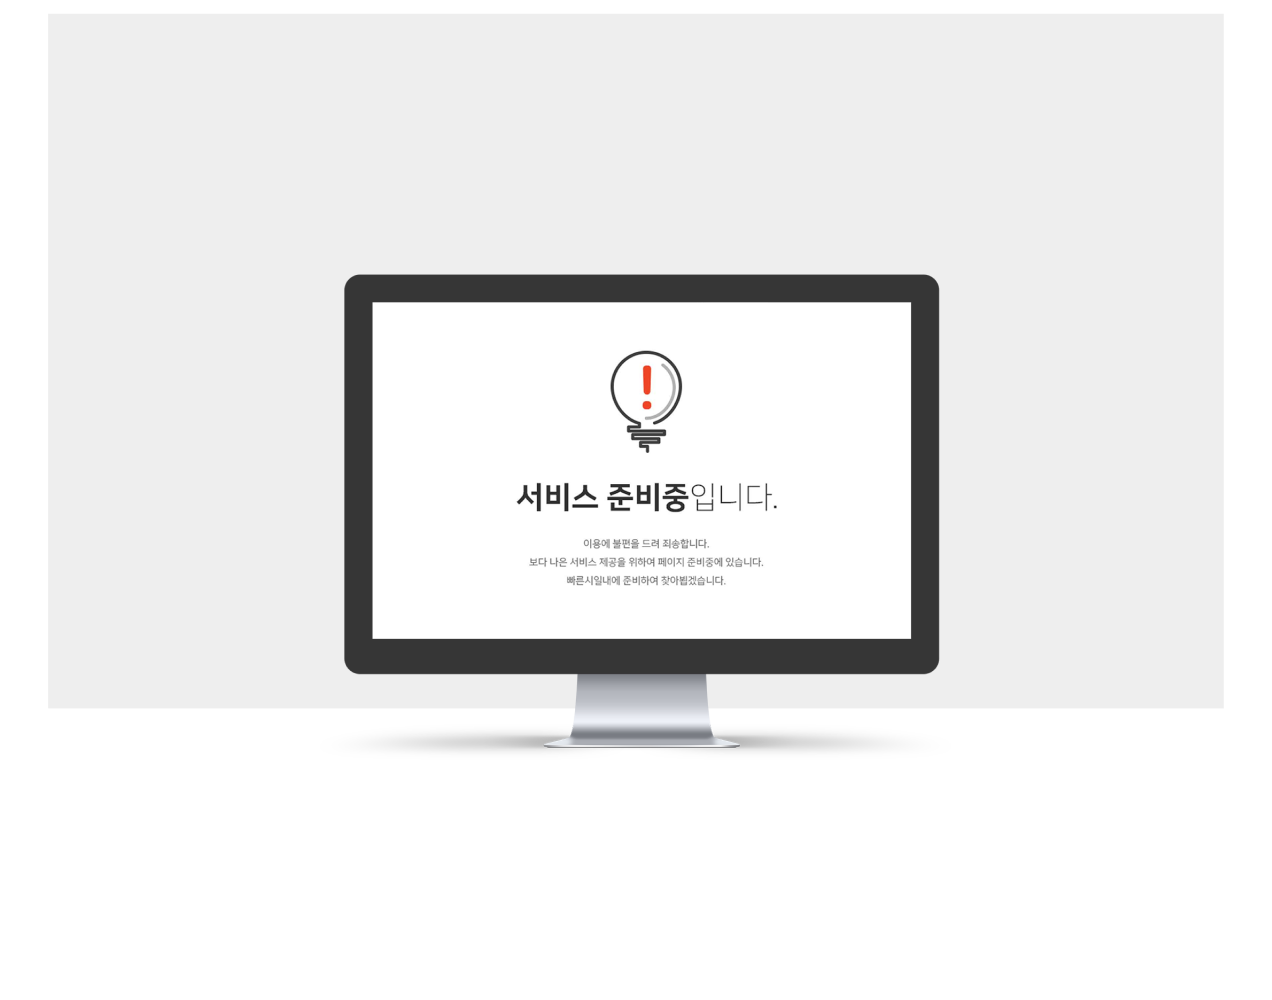 서비스 준비중입니다.
이용에 불편을 드려 죄송합니다.
보다 나은 서비스 제공을 위하여 페이지 준비중에 있습니다.
빠른시일내에 준비하여 찾아뵙겠습니다.